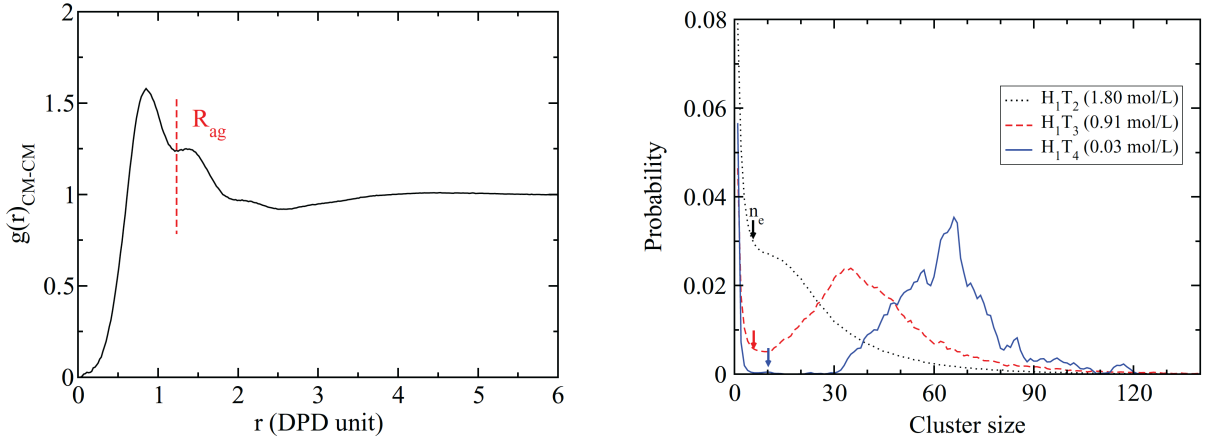 2
1.5
1
0.5
0
0 1 2 3 4 5 6
g(r)CM-CM
r (DPD unit)
Rag
0.08
0.06
0.04
0.02
0
0 30 60 90 120
Probability
Cluster size
H1T2 (1.80 mol/L)
H1T3 (0.91 mol/L)
H1T4 (0.03 mol/L)
ne